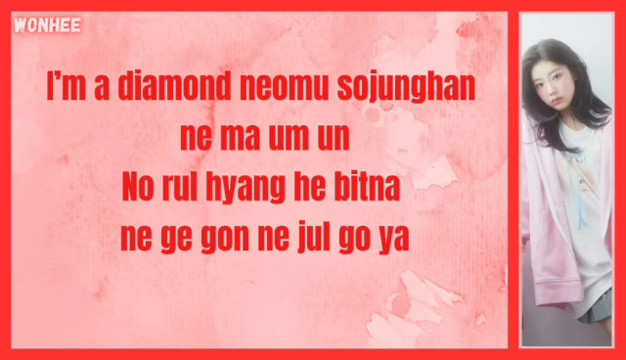 WONHEE
I'm a diamond neomu sojunghan
ne ma um un
No rul hyang he bitna
ne ge gon ne jul go ya